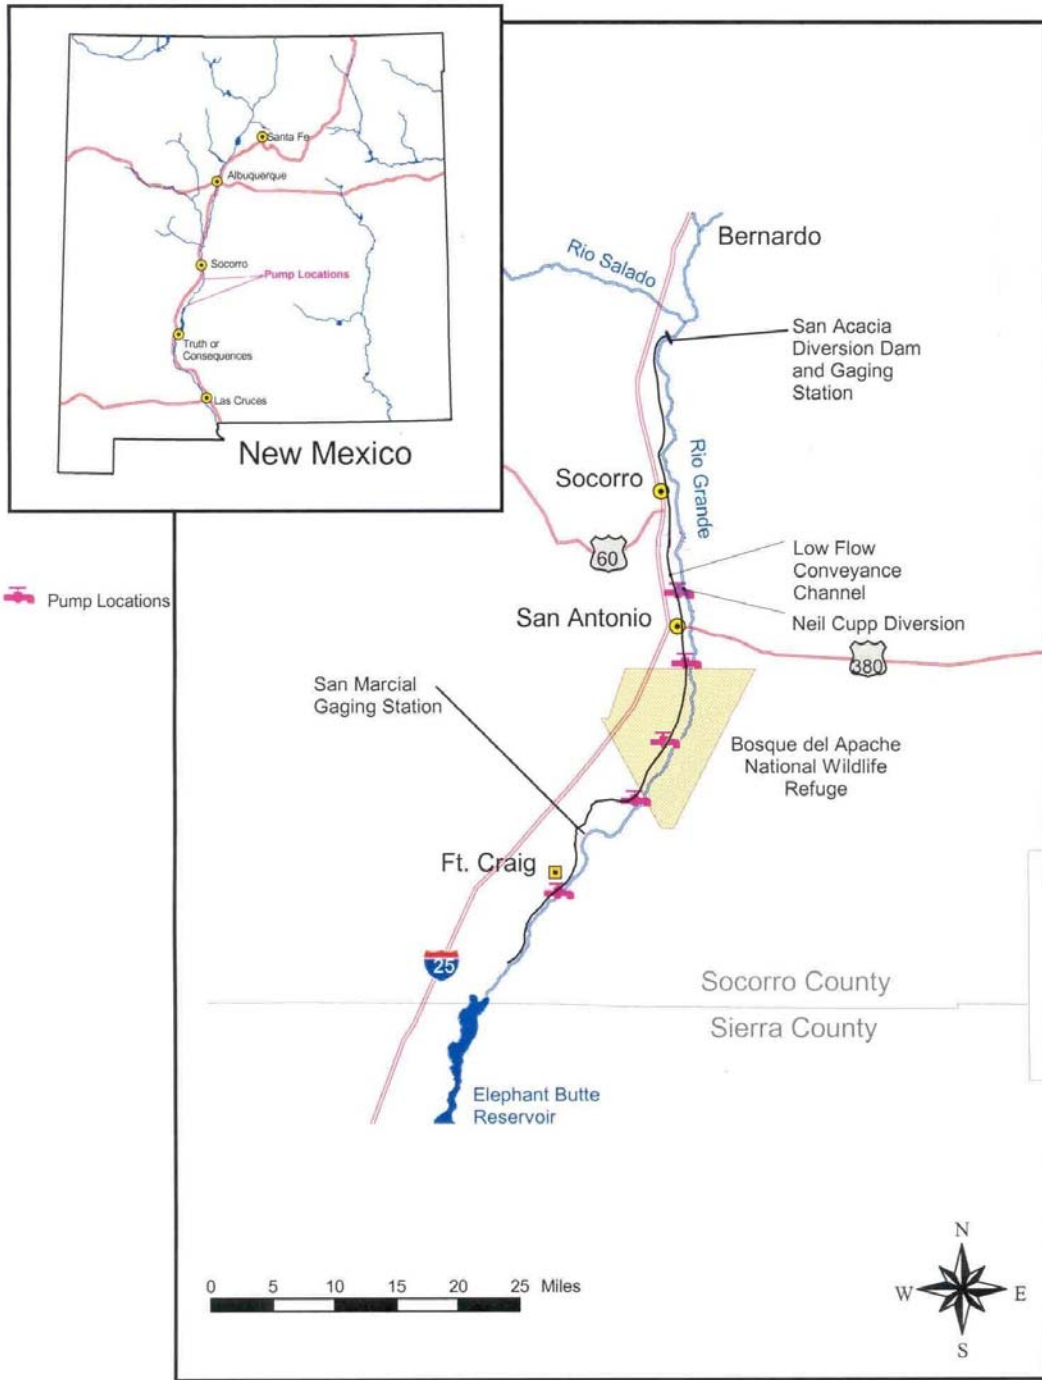 Santa Fe
Albuquerque
Socorro
Pump Locations
Truth or
Consequences
Las Cruces
New Mexico
Bernardo
Rio Salado
San Acacia
Diversion Dam
and Gaging
Station
Rio Grande
Socorro
60
Low Flow
Conveyance
Channel
Pump Locations
San Antonio
Neil Cupp Diversion
380
San Marcial
Gaging Station
Bosque del Apache
National Wildlife
Refuge
Ft. Craig
25
Socorro County
Sierra County
Elephant Butte
Reservoir
0 5 10 15 20 25 Miles
N
W E
S